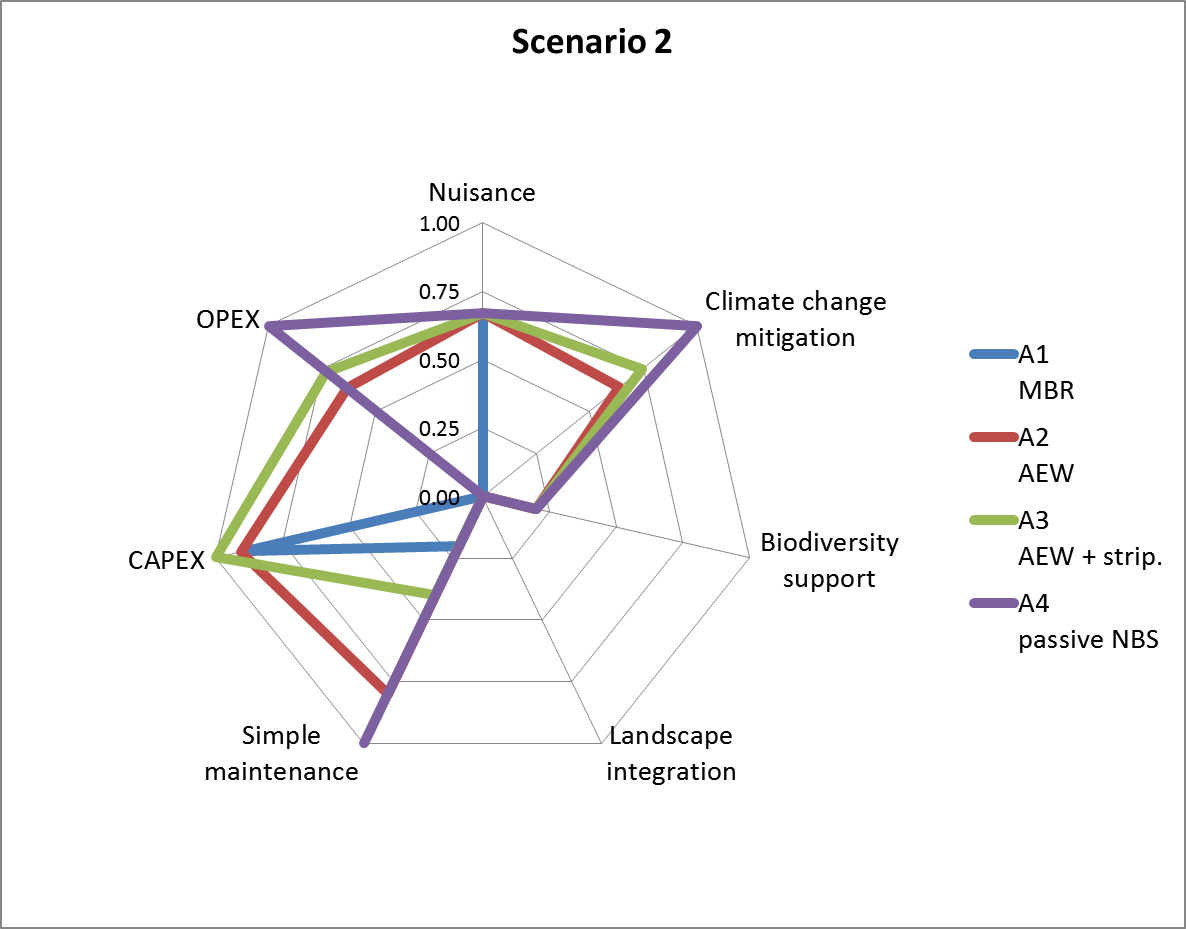 Scenario 2
Nuisance
1.00
0.75
0.50
0.25
0.00
Climate change
mitigation
Biodiversity
support
Landscape
integration
Simple
maintenance
CAPEX
OPEX
A1
MBR
A2
AEW
A3
AEW + strip.
A4
passive NBS